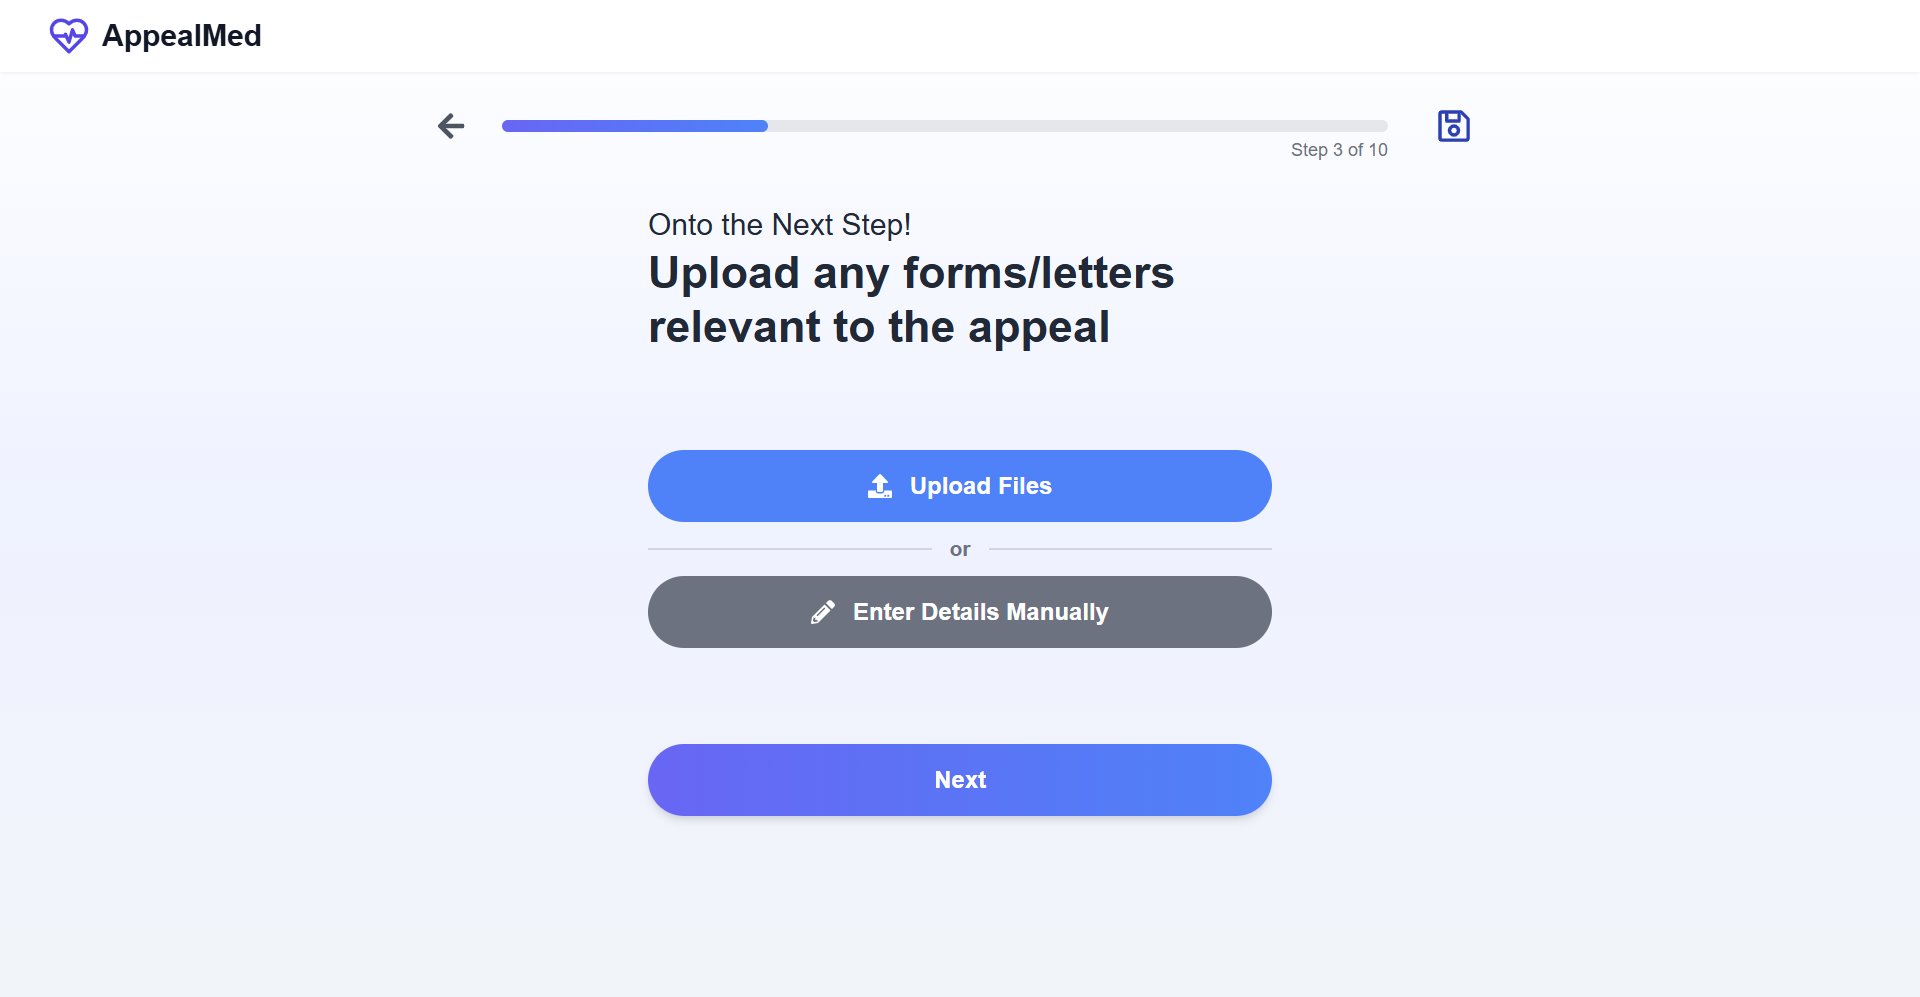 AppealMed
Step 3 of 10
Onto the Next Step!
Upload any forms/letters
relevant to the appeal
Upload Files
or
Enter Details Manually
Next